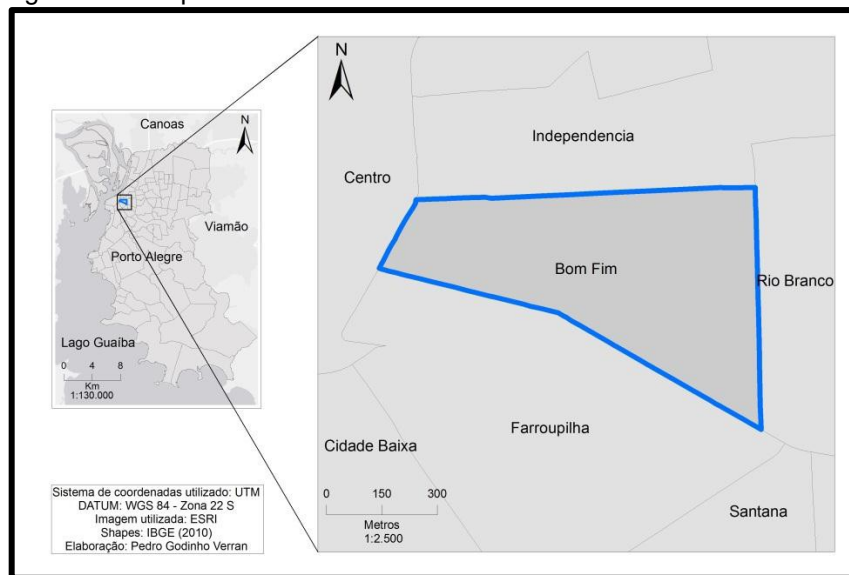 N
Canoas
N
Viamão
Porto Alegre
Lago Guaíba
0 4 8
Km
1:130.000
Independencia
Centro
Bom Fim
Rio Branco
Farroupilha
Cidade Baixa
Santana
0 150 300
Metros
1:2.500
Sistema de coordenadas utilizado: UTM
DATUM: WGS 84 - Zona 22 S
Imagem utilizada: ESRI
Shapes: IBGE (2010)
Elaboração: Pedro Godinho Verran